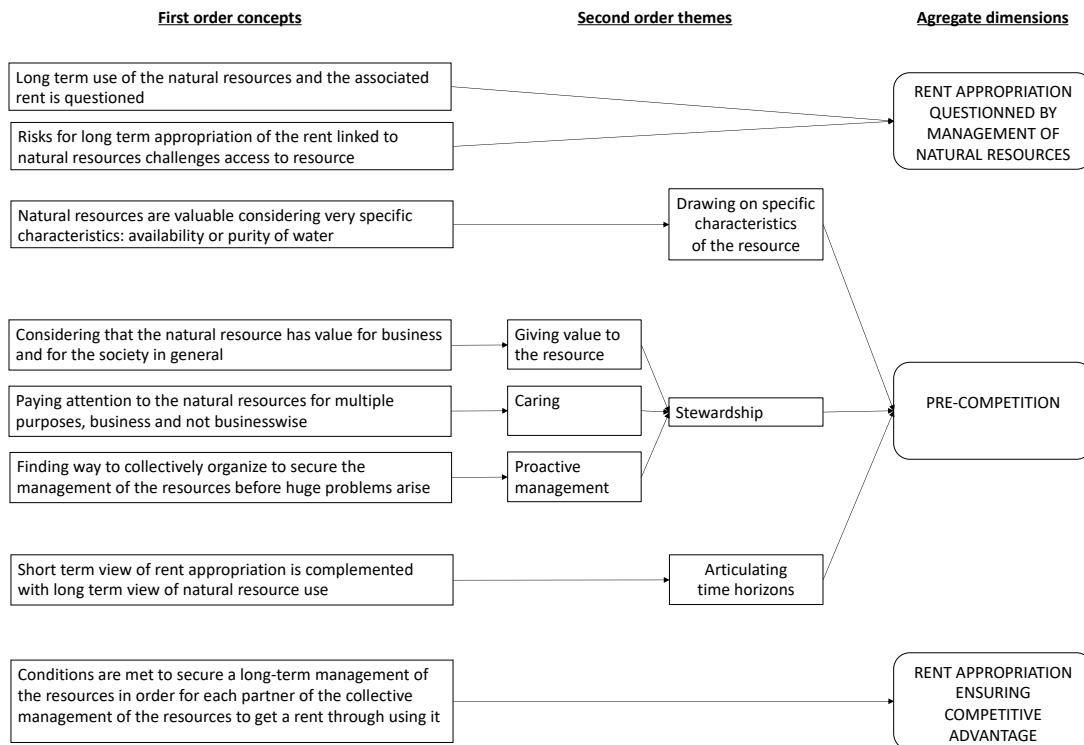 First order concepts
Second order themes
Agregate dimensions
Long term use of the natural resources and the associated
rent is questioned
Risks for long term appropriation of the rent linked to
natural resources challenges access to resource
RENT APPROPRIATION
QUESTIONNED BY
MANAGEMENT OF
NATURAL RESOURCES
Natural resources are valuable considering very specific
characteristics: availability or purity of water
Drawing on specific
characteristics
of the resource
Considering that the natural resource has value for business
and for the society in general
Giving value to
the resource
Paying attention to the natural resources for multiple
purposes, business and not businesswise
Caring
Stewardship
PRE-COMPETITION
Finding way to collectively organize to secure the
management of the resources before huge problems arise
Proactive
management
Short term view of rent appropriation is complemented
with long term view of natural resource use
Articulating
time horizons
Conditions are met to secure a long-term management of
the resources in order for each partner of the collective
management of the resources to get a rent through using it
RENT APPROPRIATION
ENSURING
COMPETITIVE
ADVANTAGE